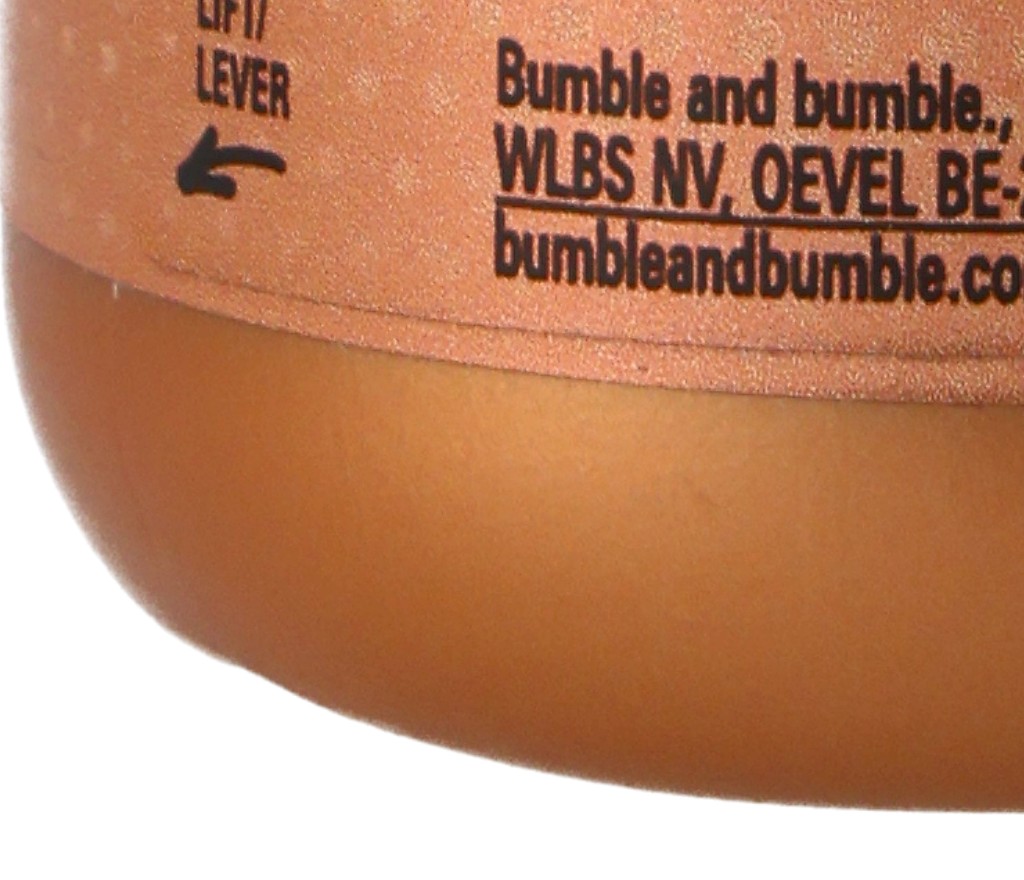 LIFT/
LEVER
Bumble and bumble.,
WLBS NV, OEVEL BE-
bumbleandbumble.co